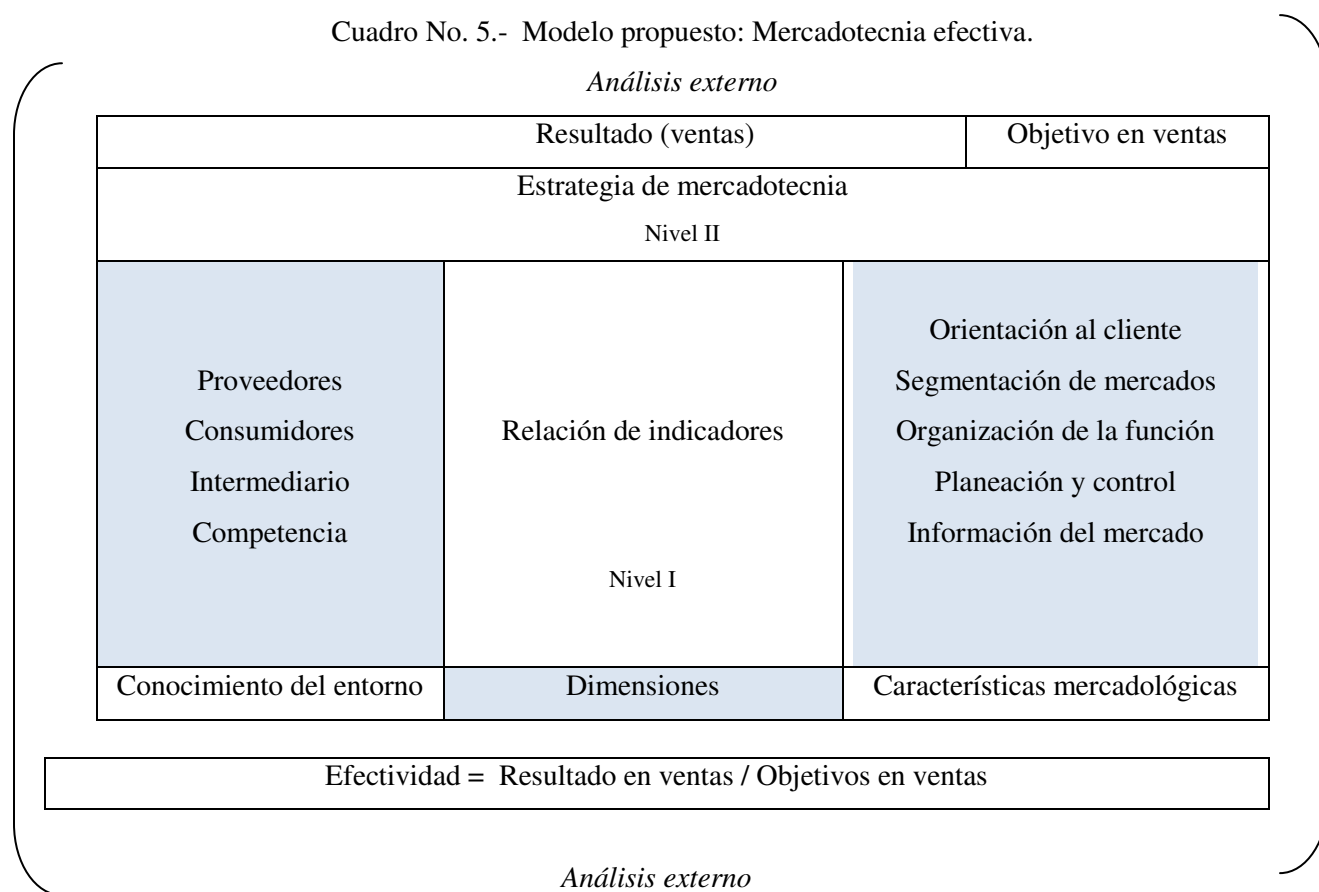 Cuadro No. 5.-  Modelo propuesto: Mercadotecnia efectiva.
Análisis externo
Resultado (ventas)
Objetivo en ventas
Estrategia de mercadotecnia
Nivel II
Proveedores
Consumidores
Intermediario
Competencia
Relación de indicadores
Nivel I
Orientación al cliente
Segmentación de mercados
Organización de la función
Planeación y control
Información del mercado
Conocimiento del entorno
Dimensiones
Características mercadológicas
Efectividad =  Resultado en ventas / Objetivos en ventas
Análisis externo